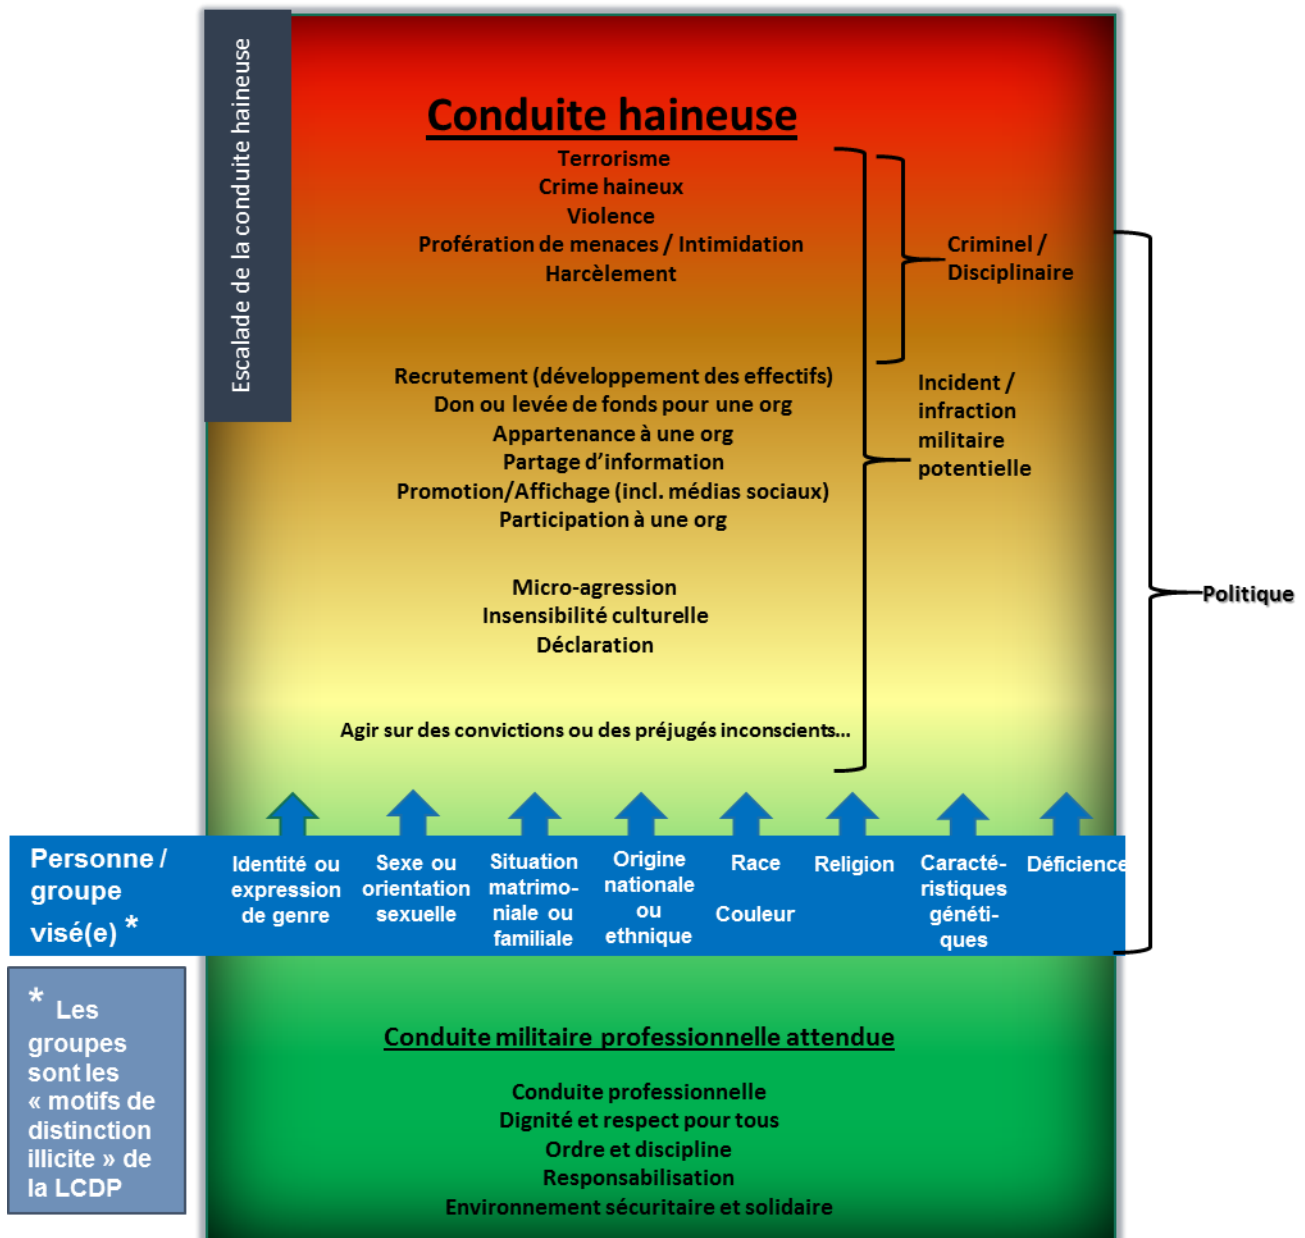 Escalade de la conduite haineuse
Conduite haineuse
Terrorisme
Crime haineux
Violence
Profération de menaces / Intimidation
Harcèlement
Criminel /
Disciplinaire
Recrutement (développement des effectifs)
Don ou levée de fonds pour une org
Appartenance à une org
Partage d’information
Promotion/Affichage (incl. médias sociaux)
Participation à une org
Incident /
infraction
militaire
potentielle
Micro-agression
Insensibilité culturelle
Déclaration
Politique
Agir sur des convictions ou des préjugés inconscients...
Personne /
groupe
visé(e) *
Identité ou
expression
de genre
Sexe ou
orientation
sexuelle
Situation
matrimo-
niale ou
familiale
Origine
nationale
ou
ethnique
Race
Couleur
Religion
Caracté-
ristiques
généti-
ques
Déficience
* Les
groupes
sont les
« motifs de
distinction
illicite » de
la LCDP
Conduite militaire professionnelle attendue
Conduite professionnelle
Dignité et respect pour tous
Ordre et discipline
Responsabilisation
Environnement sécuritaire et solidaire